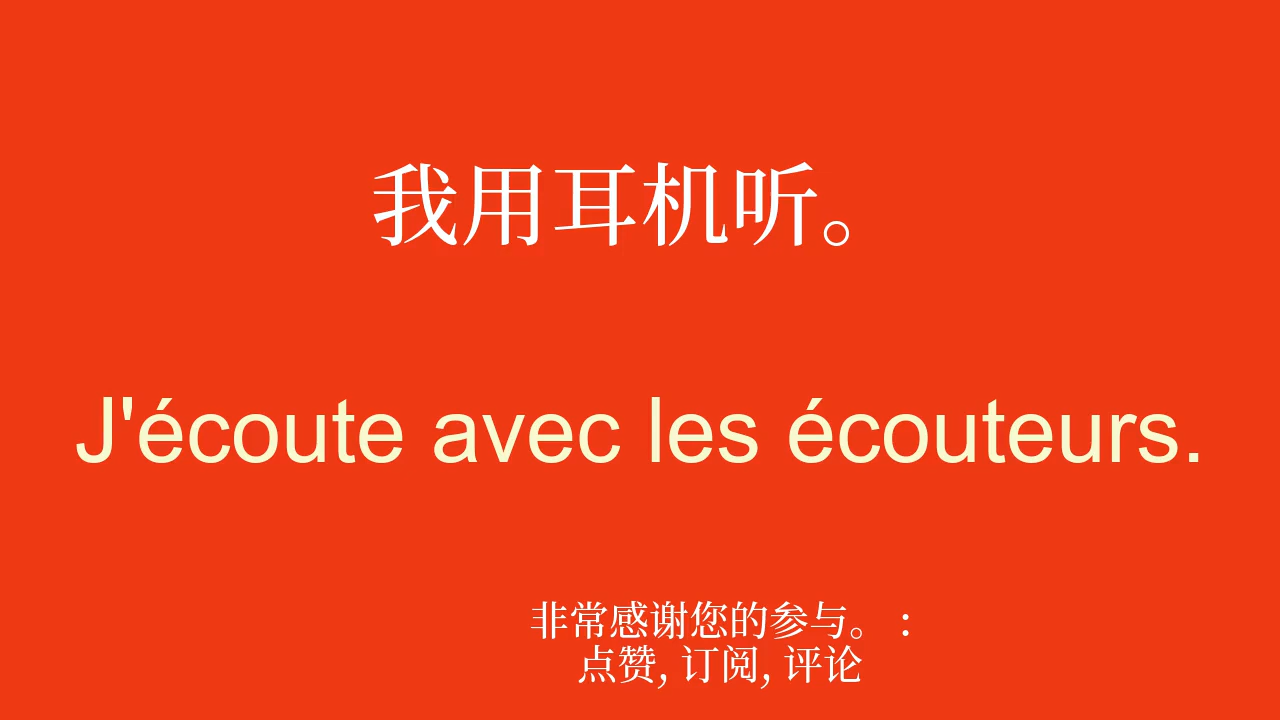 我用耳机听。
J'écoute avec les écouteurs.
非常感谢您的参与。 :
点赞, 订阅, 评论